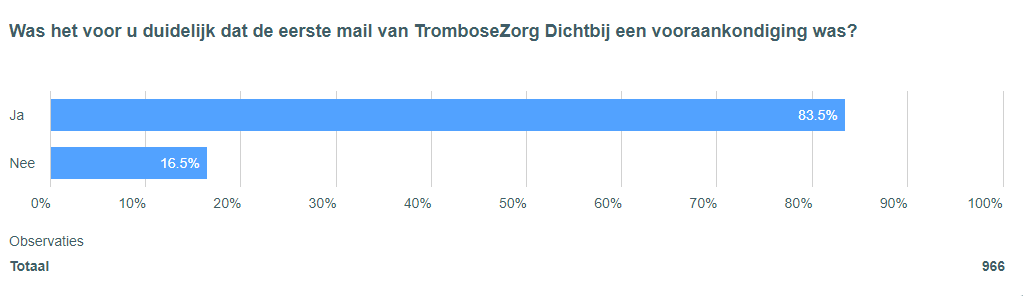 Was het voor u duidelijk dat de eerste mail van TromboseZorg Dichtbij een vooraankondiging was?
Ja 83.5%
Nee 16.5%
0% 10% 20% 30% 40% 50% 60% 70% 80% 90% 100%
Observaties
Totaal 966